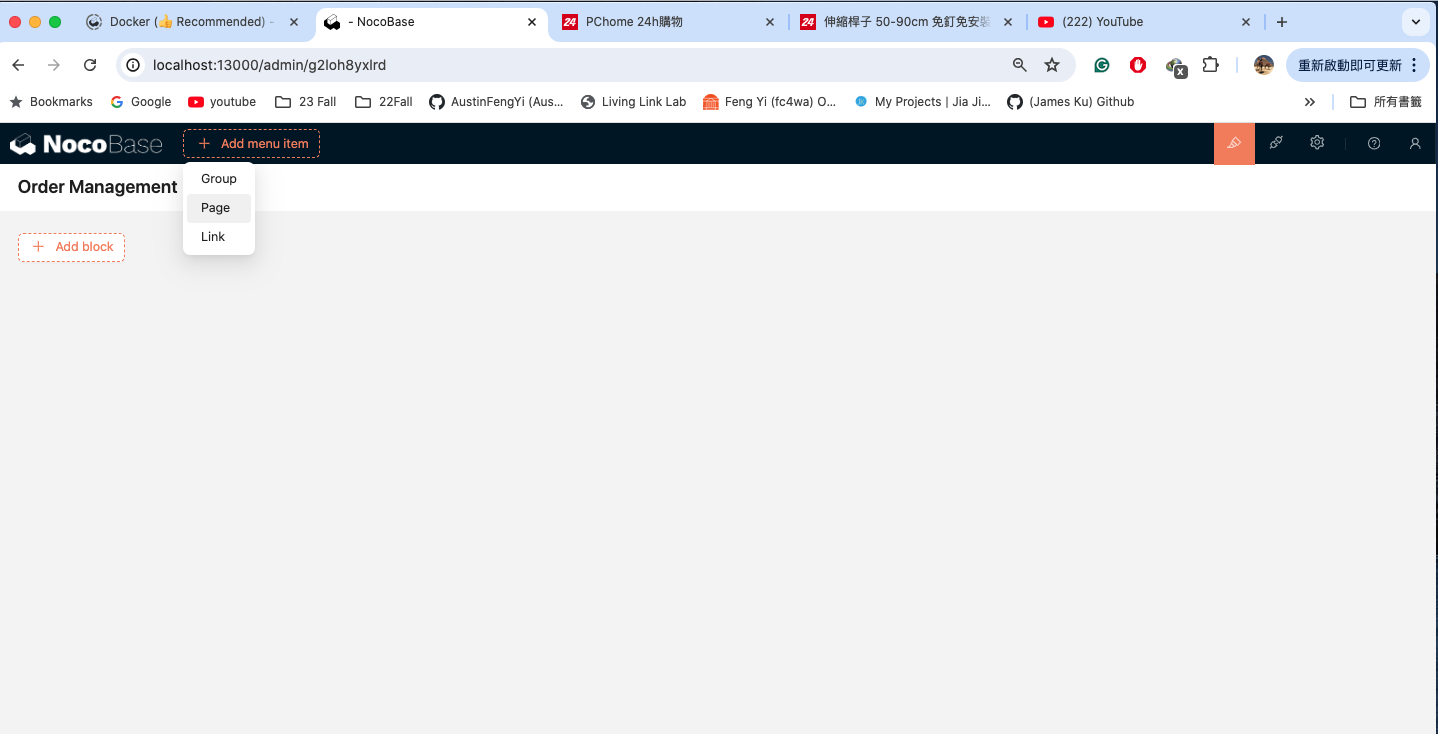 Docker (👍 Recommended) -
- NocoBase
24 PChome 24h購物
24 伸縮桿子 50-90cm 免釘免安裝
(222) YouTube
localhost:13000/admin/g2loh8yxlrd
X
重新啟動即可更新
Bookmarks
Google
youtube
23 Fall
22Fall
AustinFengYi (Aus...
Living Link Lab
Feng Yi (fc4wa) O...
My Projects | Jia Ji...
(James Ku) Github
所有書籤
NocoBase
Add menu item
Order Management
Group
Page
Link
Add block